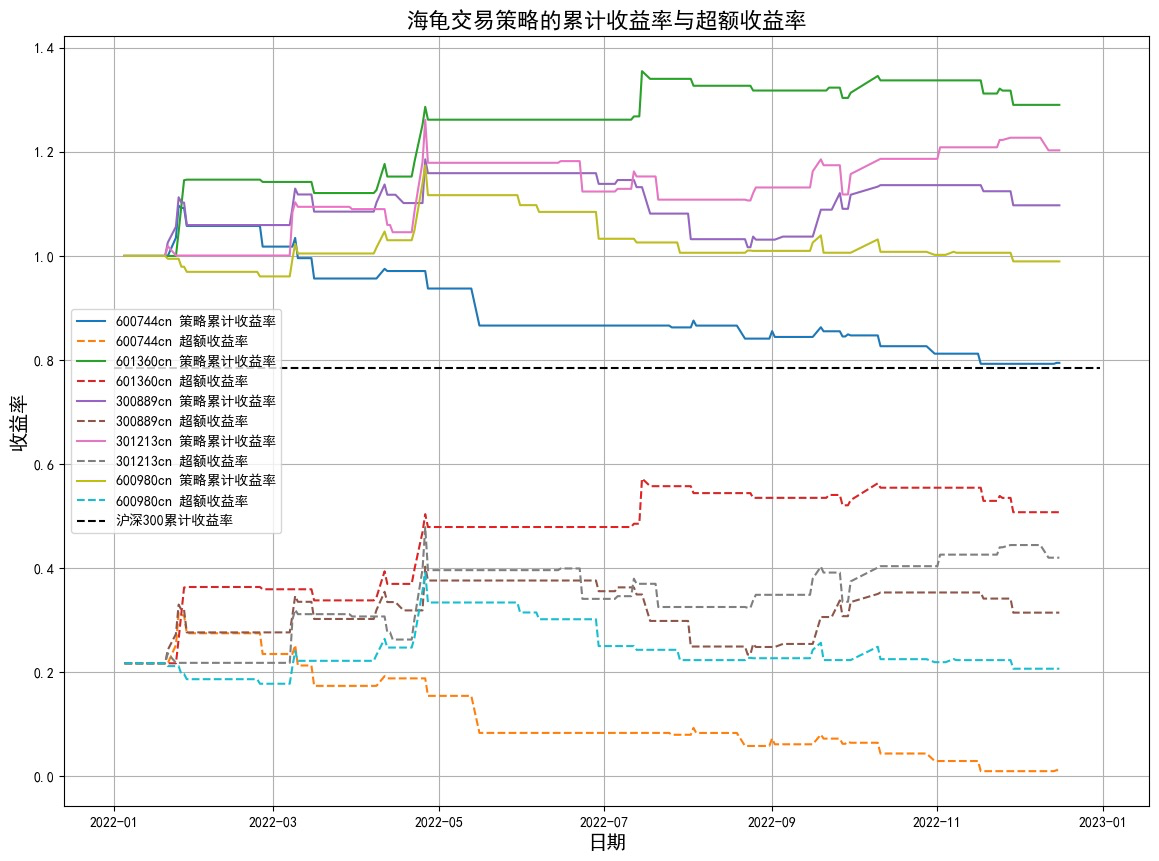 海龟交易策略的累计收益率与超额收益率
收益率
1.4
1.2
1.0
0.8
0.6
0.4
0.2
0.0
600744cn 策略累计收益率
600744cn 超额收益率
601360cn 策略累计收益率
601360cn 超额收益率
300889cn 策略累计收益率
300889cn 超额收益率
301213cn 策略累计收益率
301213cn 超额收益率
600980cn 策略累计收益率
600980cn 超额收益率
沪深300累计收益率
2022-01 2022-03 2022-05 2022-07 2022-09 2022-11 2023-01
日期